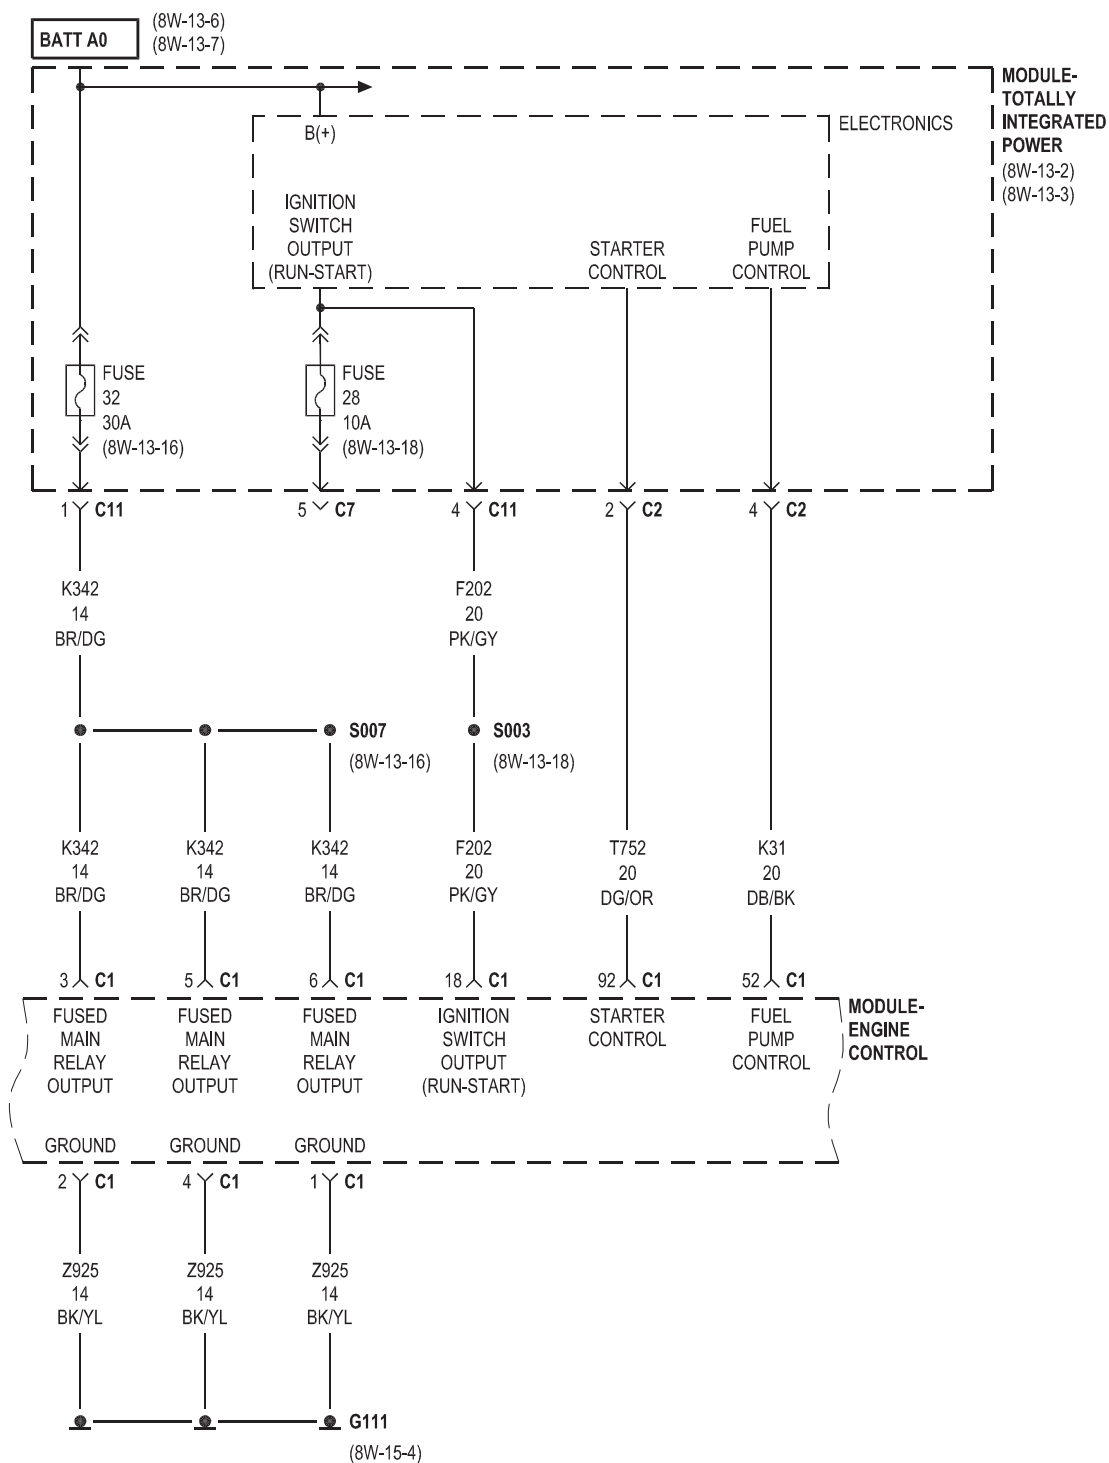 BATT A0
(8W-13-6)
(8W-13-7)
MODULE-
TOTALLY
INTEGRATED
POWER
(8W-13-2)
(8W-13-3)
B(+)
ELECTRONICS
IGNITION
SWITCH
OUTPUT
(RUN-START)
STARTER
CONTROL
FUEL
PUMP
CONTROL
FUSE
32
30A
(8W-13-16)
FUSE
28
10A
(8W-13-18)
1 C11
5 C7
4 C11
2 C2
4 C2
K342
14
BR/DG
F202
20
PK/GY
S007
(8W-13-16)
S003
(8W-13-18)
K342
14
BR/DG
K342
14
BR/DG
K342
14
BR/DG
F202
20
PK/GY
T752
20
DG/OR
K31
20
DB/BK
3 C1
5 C1
6 C1
18 C1
92 C1
52 C1
FUSED
MAIN
RELAY
OUTPUT
FUSED
MAIN
RELAY
OUTPUT
FUSED
MAIN
RELAY
OUTPUT
IGNITION
SWITCH
OUTPUT
(RUN-START)
STARTER
CONTROL
FUEL
PUMP
CONTROL
MODULE-
ENGINE
CONTROL
GROUND
GROUND
GROUND
2 C1
4 C1
1 C1
Z925
14
BK/YL
Z925
14
BK/YL
Z925
14
BK/YL
G111
(8W-15-4)